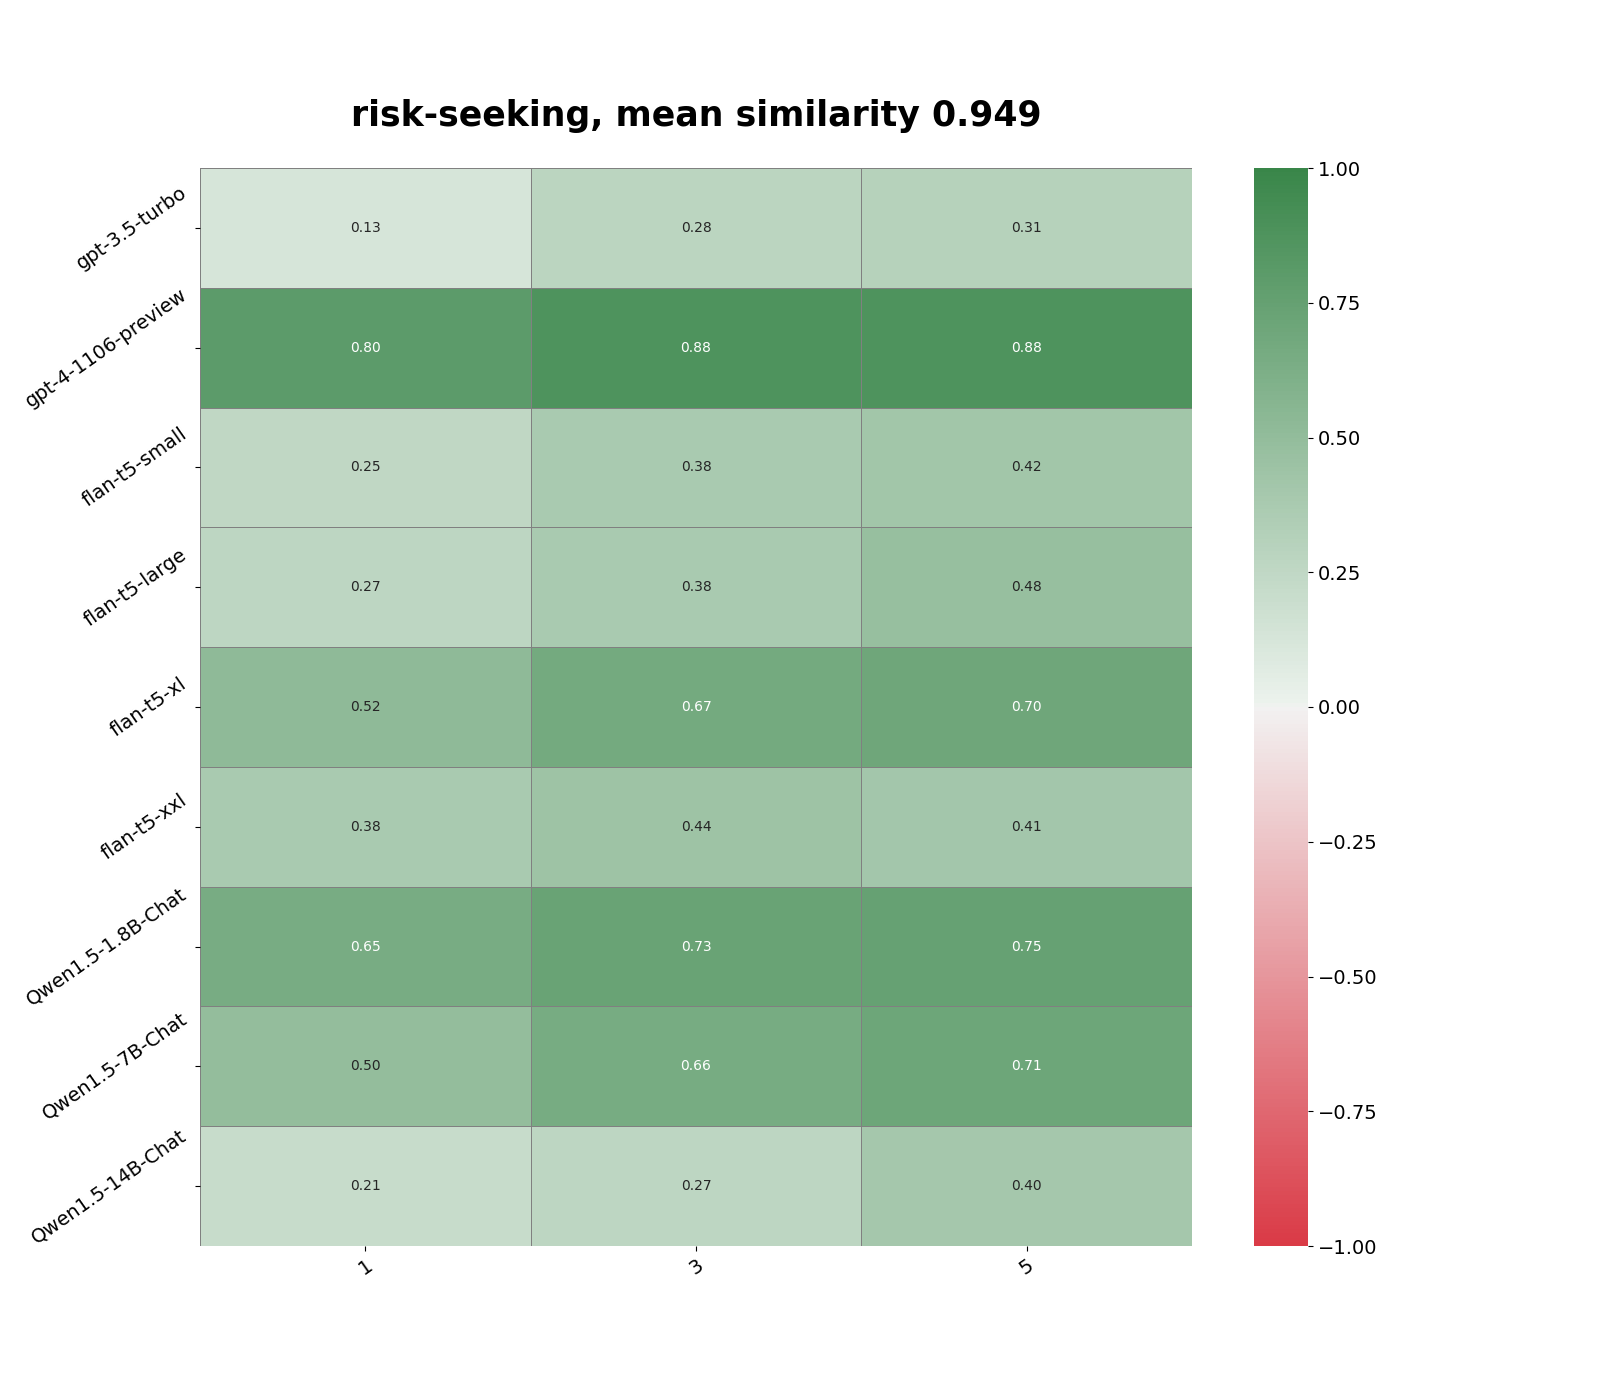 risk-seeking, mean similarity 0.949
gpt-3.5-turbo 0.13 0.28 0.31
gpt-4-1106-preview 0.80 0.88 0.88
flan-t5-small 0.25 0.38 0.42
flan-t5-large 0.27 0.38 0.48
flan-t5-xl 0.52 0.67 0.70
flan-t5-xxl 0.38 0.44 0.41
Qwen1.5-1.8B-Chat 0.65 0.73 0.75
Qwen1.5-7B-Chat 0.50 0.66 0.71
Qwen1.5-14B-Chat 0.21 0.27 0.40
1 3 5
1.00
0.75
0.50
0.25
0.00
−0.25
−0.50
−0.75
−1.00